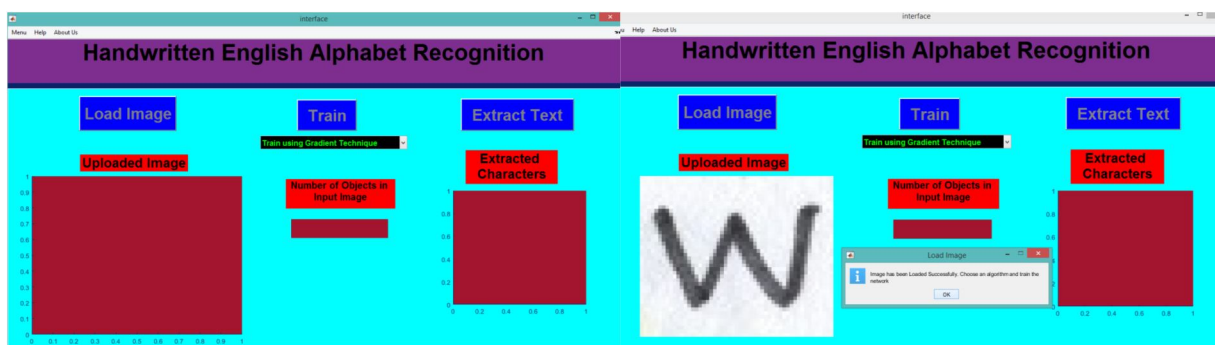 interface
Menu Help About Us
Handwritten English Alphabet Recognition
Load Image
Train
Extract Text
Train using Gradient Technique
Uploaded Image
Extracted
Characters
Number of Objects in
Input Image
1
0.9
0.8
0.7
0.6
0.5
0.4
0.3
0.2
0.1
0
0 0.1 0.2 0.3 0.4 0.5 0.6 0.7 0.8 0.9 1
1
0.8
0.6
0.4
0.2
0
0 0.2 0.4 0.6 0.8 1
interface
Help About Us
Handwritten English Alphabet Recognition
Load Image
Train
Extract Text
Train using Gradient Technique
Uploaded Image
Extracted
Characters
Number of Objects in
Input Image
W
Load Image
Image has been Loaded Successfully. Choose an algorithm and train the
network
OK
1
0.8
0.6
0
0 0.2 0.4 0.6 0.8 1